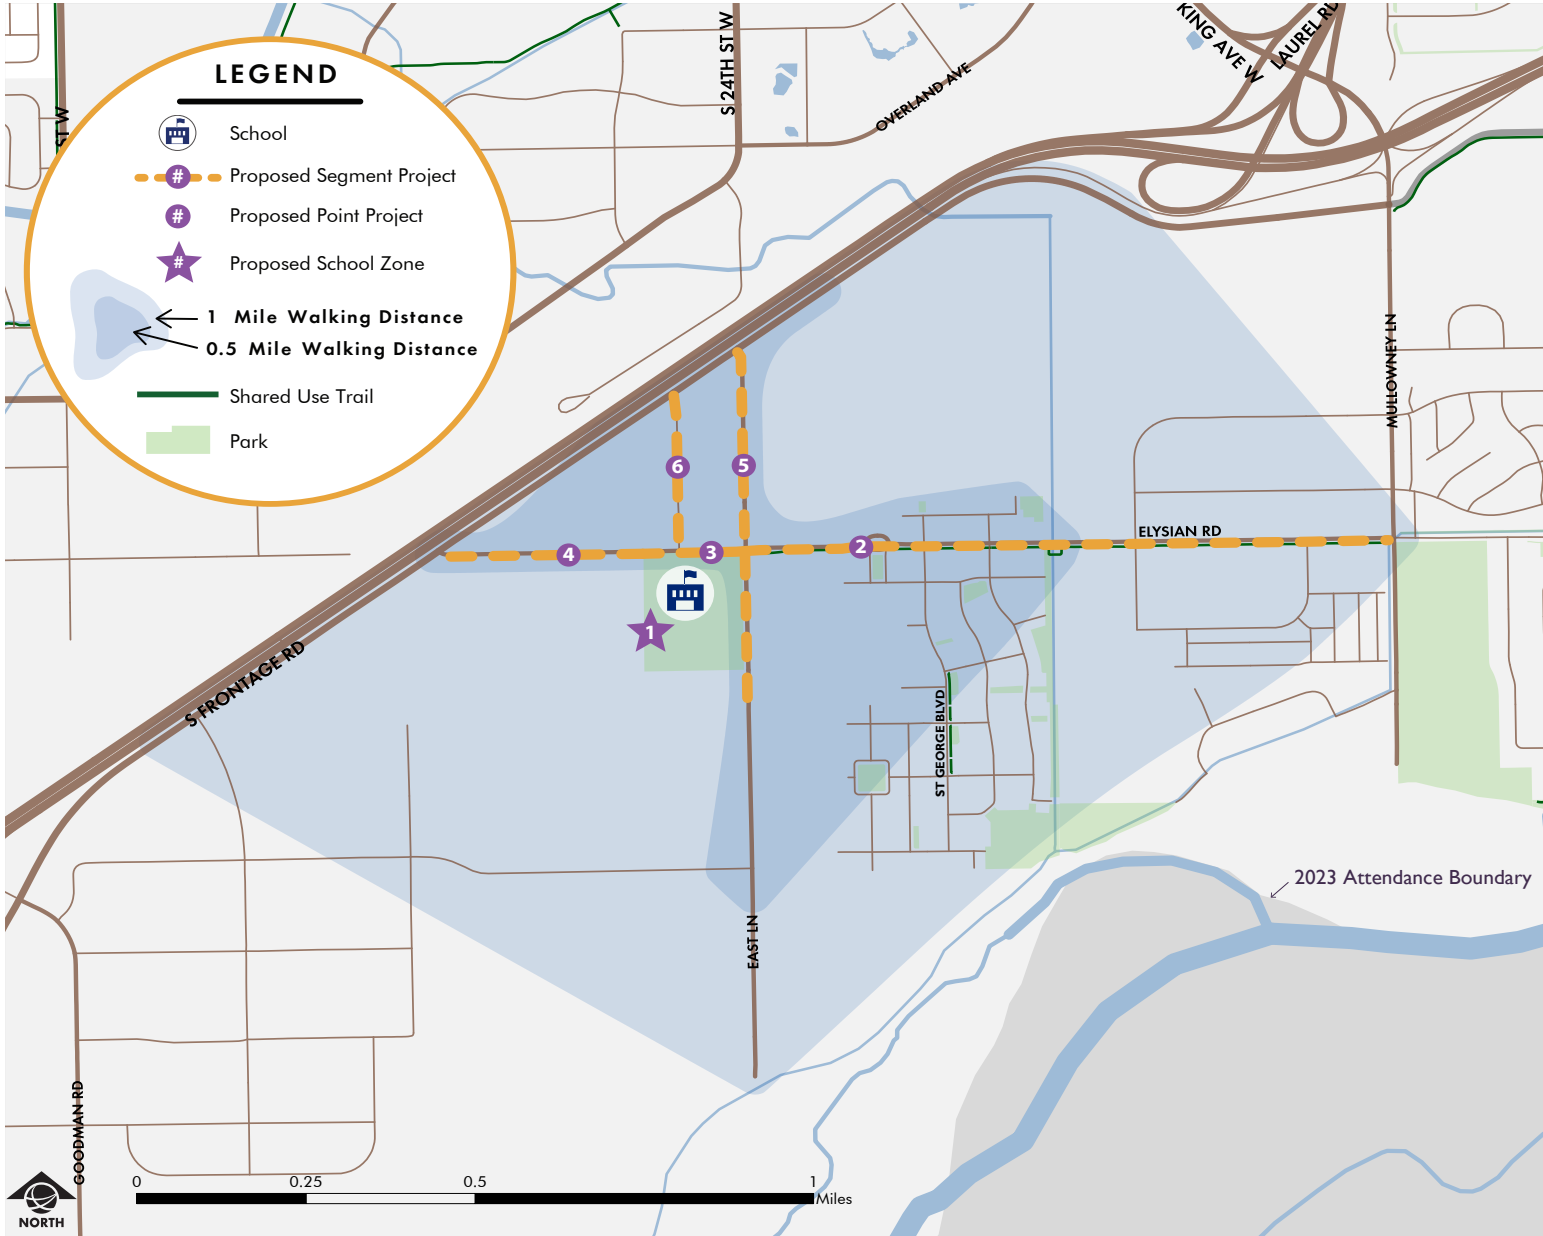 LEGEND
School
# Proposed Segment Project
# Proposed Point Project
# Proposed School Zone
1 Mile Walking Distance
0.5 Mile Walking Distance
Shared Use Trail
Park
ST W
S 24TH ST W
OVERLAND AVE
KING AVE W
LAUREL RD
MULLOWNEY LN
6
5
4
3
2
ELYSIAN RD
1
S FRONTAGE RD
ST GEORGE BLVD
2023 Attendance Boundary
EAST LN
GOODMAN RD
0 0.25 0.5 1
Miles
NORTH